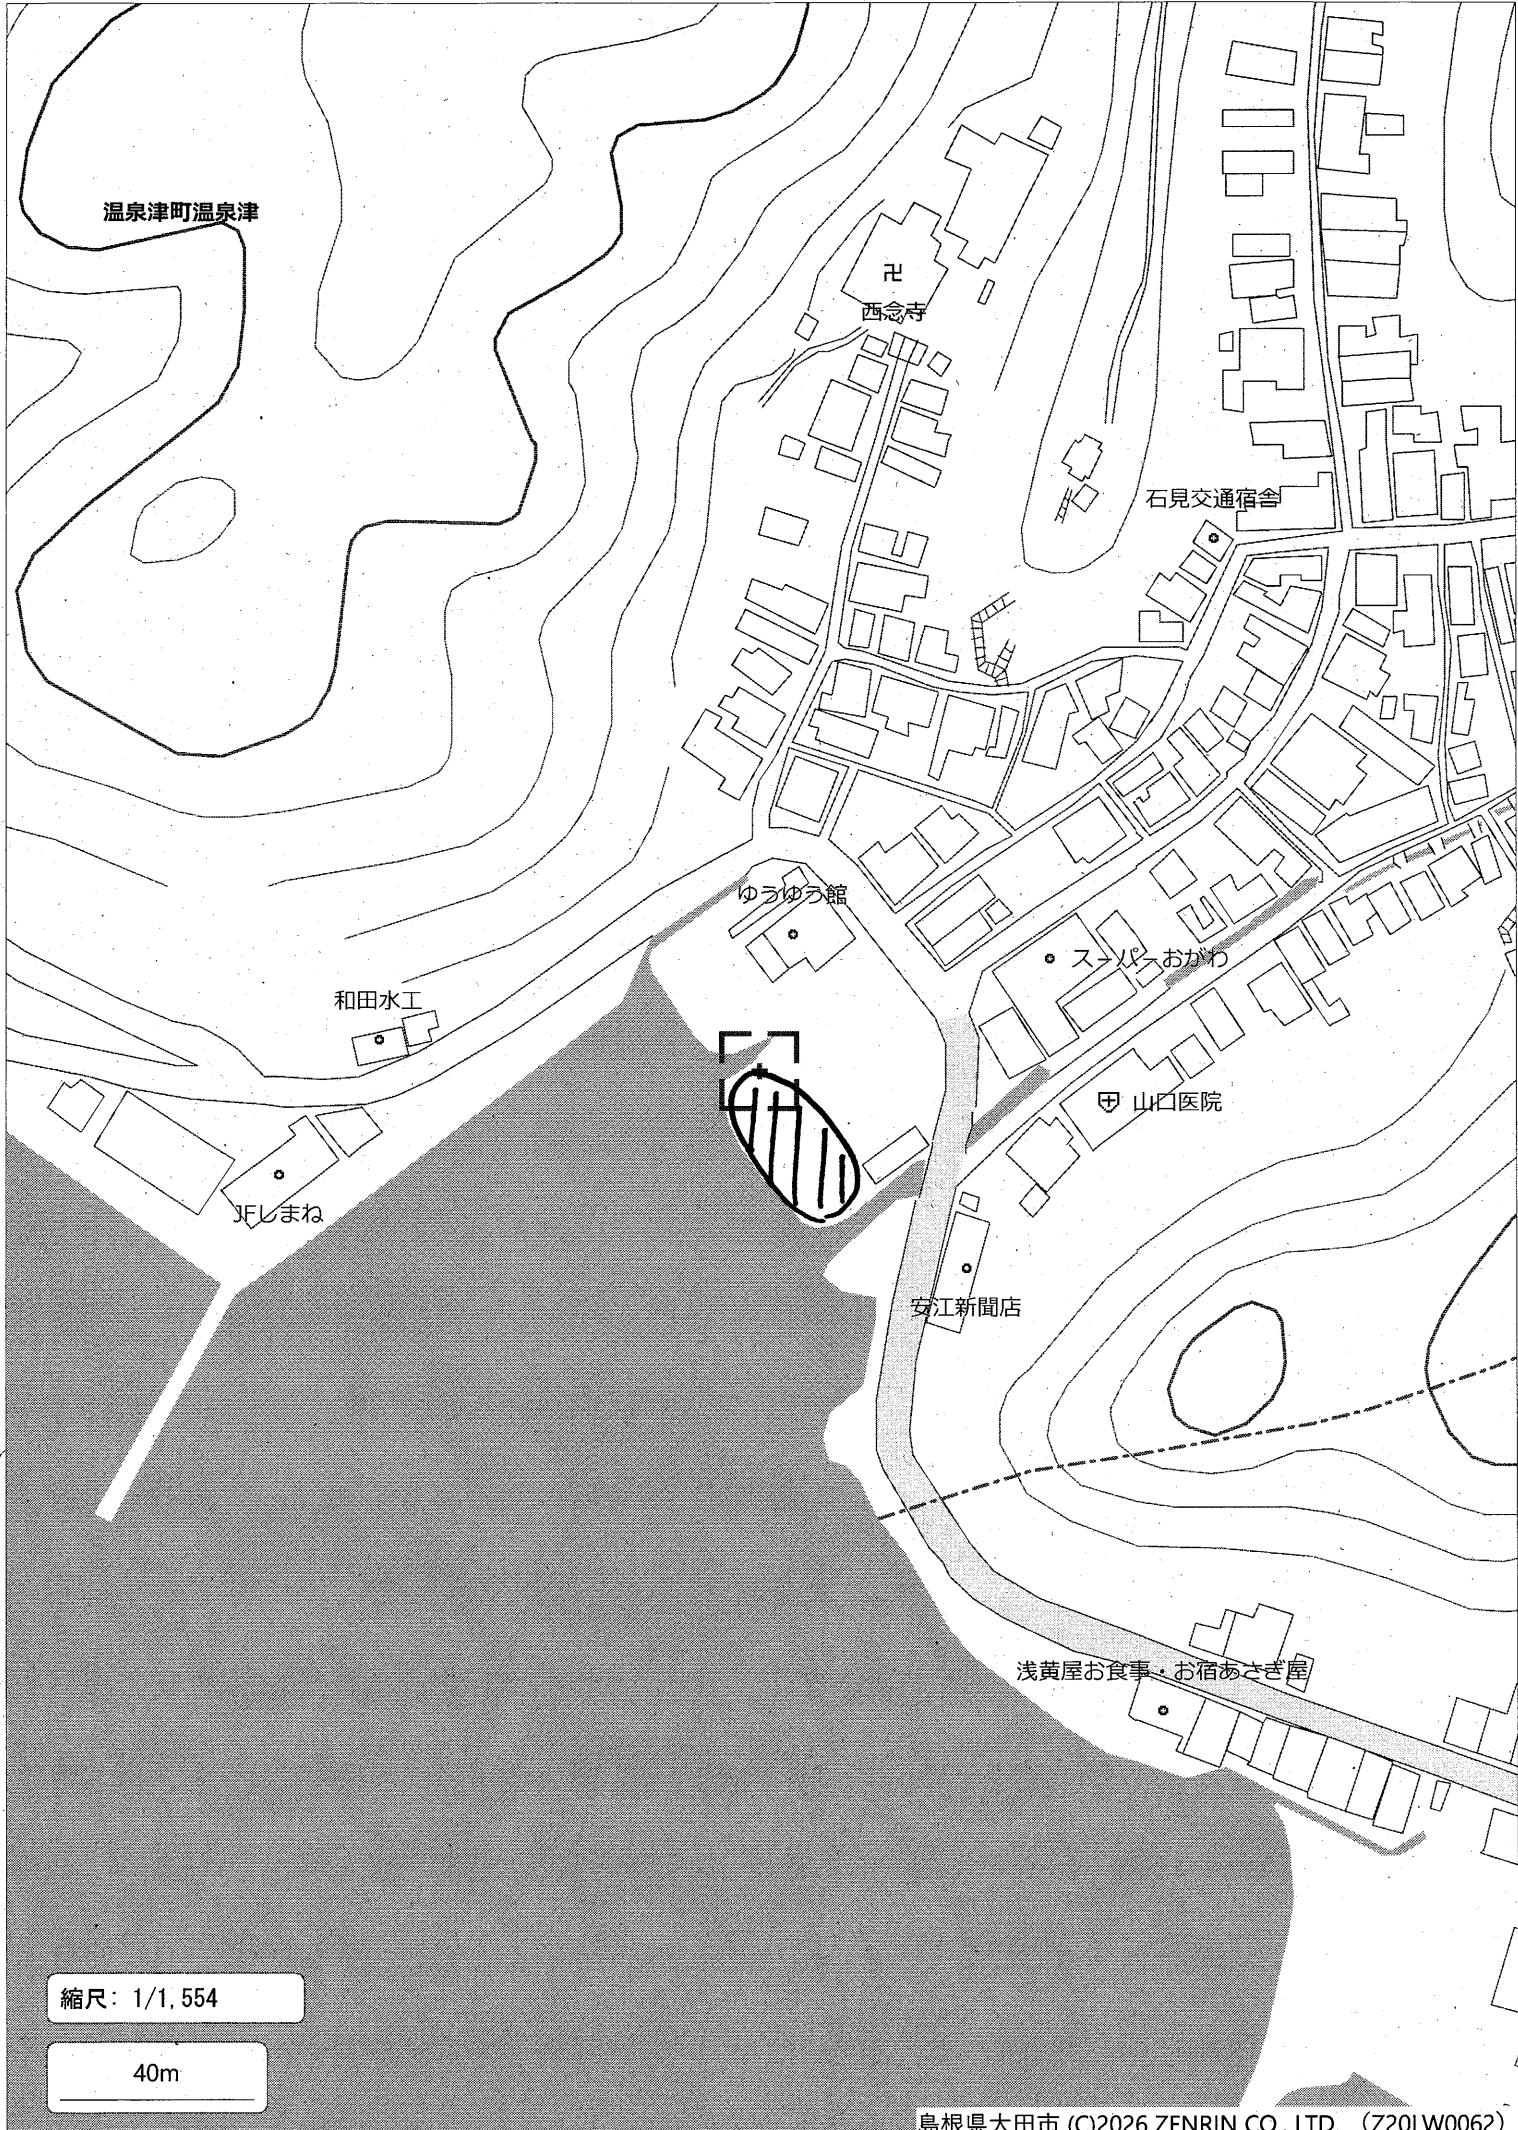 温泉津町温泉津
卍
西念寺
石見交通宿舎
ゆうゆう館
スーパーおがわ
和田水工
山口医院
JFしまね
安江新聞店
浅黄屋お食事・お宿あさぎ屋
縮尺: 1/1,554
40m
島根県大田市 (C)2026 ZENRIN CO., LTD. (Z20LW0062)